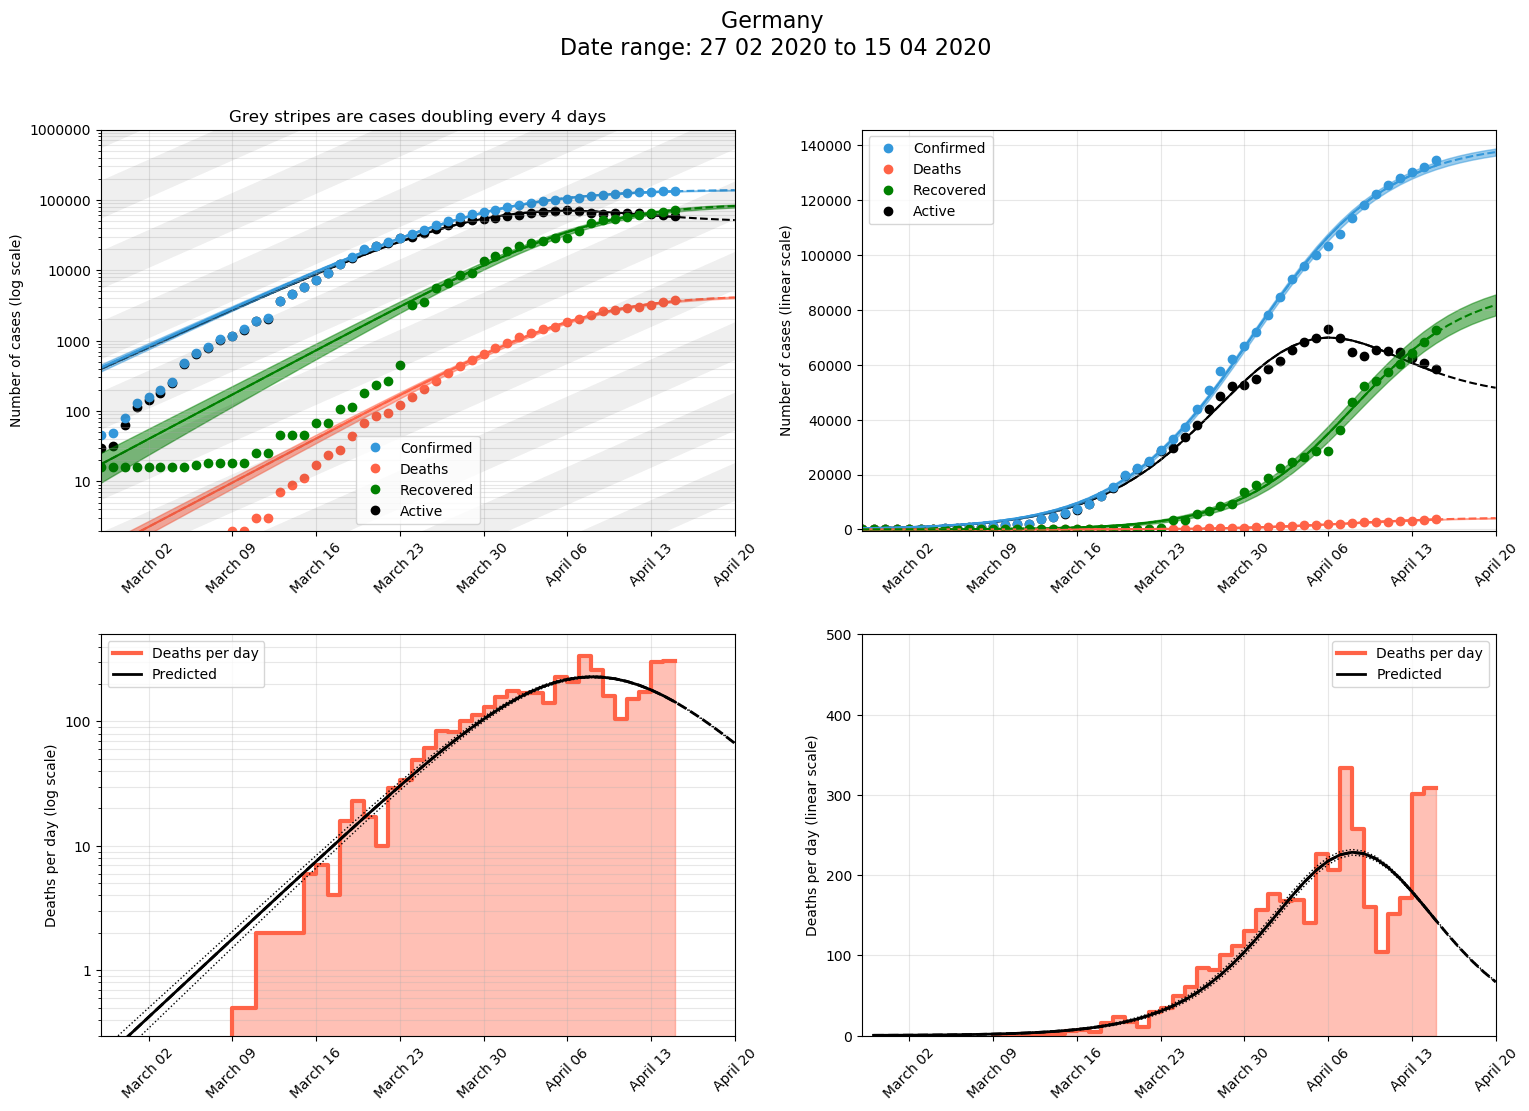 Germany
Date range: 27 02 2020 to 15 04 2020
Grey stripes are cases doubling every 4 days
Number of cases (log scale)
1000000
100000
10000
1000
100
10
Confirmed
Deaths
Recovered
Active
March 02
March 09
March 16
March 23
March 30
April 06
April 13
April 20
Number of cases (linear scale)
140000
120000
100000
80000
60000
40000
20000
0
Confirmed
Deaths
Recovered
Active
March 02
March 09
March 16
March 23
March 30
April 06
April 13
April 20
Deaths per day (log scale)
100
10
1
Deaths per day
Predicted
March 02
March 09
March 16
March 23
March 30
April 06
April 13
April 20
Deaths per day (linear scale)
500
400
300
200
100
0
Deaths per day
Predicted
March 02
March 09
March 16
March 23
March 30
April 06
April 13
April 20